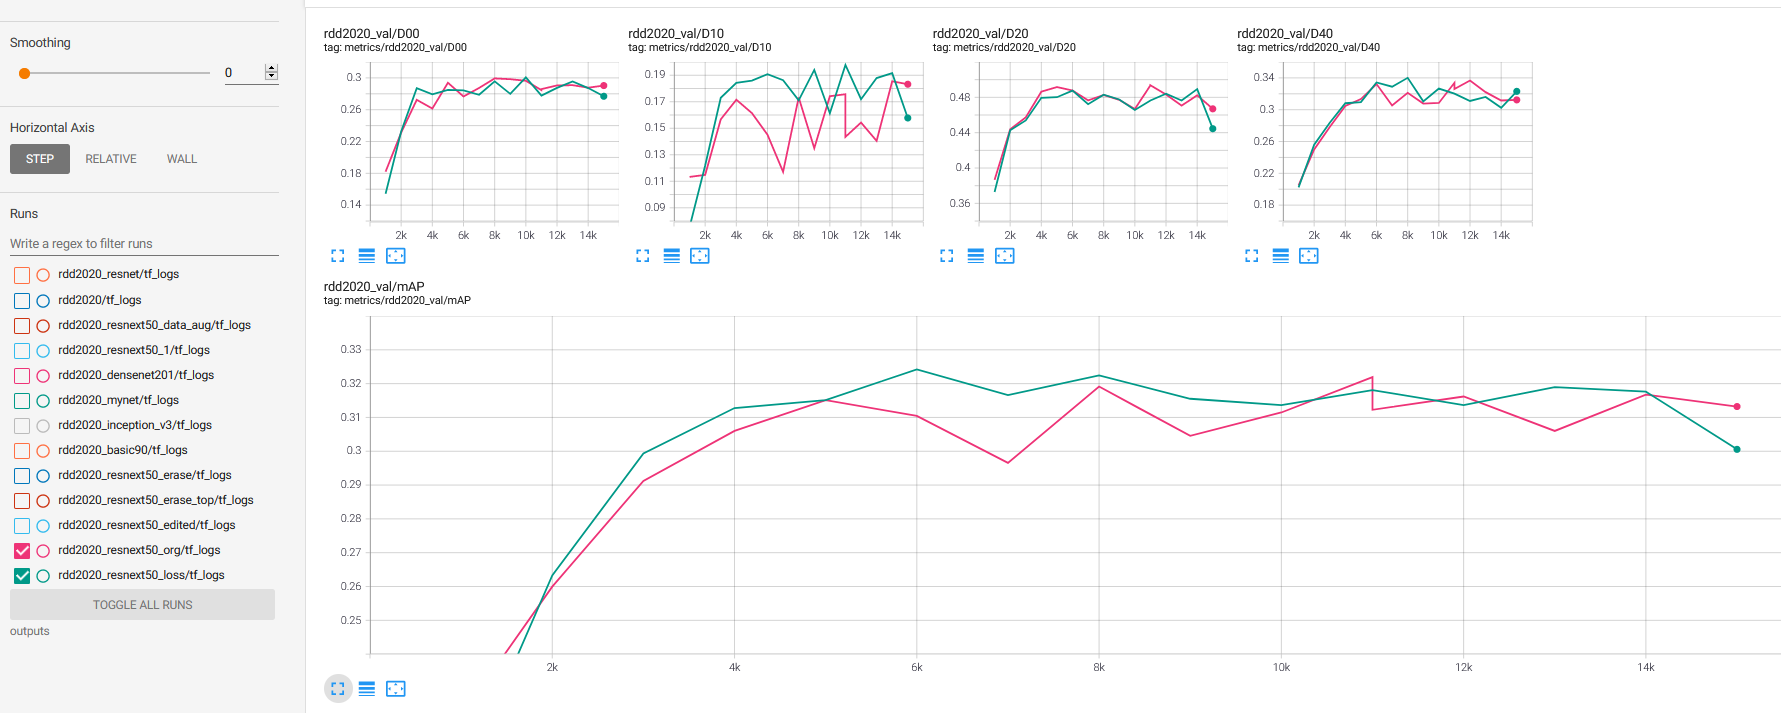 Smoothing
0
Horizontal Axis
STEP RELATIVE WALL
Runs
Write a regex to filter runs
rdd2020_resnet/tf_logs
rdd2020/tf_logs
rdd2020_resnext50_data_aug/tf_logs
rdd2020_resnext50_1/tf_logs
rdd2020_densenet201/tf_logs
rdd2020_mynet/tf_logs
rdd2020_inception_v3/tf_logs
rdd2020_basic90/tf_logs
rdd2020_resnext50_erase/tf_logs
rdd2020_resnext50_erase_top/tf_logs
rdd2020_resnext50_edited/tf_logs
rdd2020_resnext50_org/tf_logs
rdd2020_resnext50_loss/tf_logs
TOGGLE ALL RUNS
outputs
rdd2020_val/D00
tag: metrics/rdd2020_val/D00
0.3
0.26
0.22
0.18
0.14
2k 4k 6k 8k 10k 12k 14k
rdd2020_val/D10
tag: metrics/rdd2020_val/D10
0.19
0.17
0.15
0.13
0.11
0.09
2k 4k 6k 8k 10k 12k 14k
rdd2020_val/D20
tag: metrics/rdd2020_val/D20
0.48
0.44
0.4
0.36
2k 4k 6k 8k 10k 12k 14k
rdd2020_val/D40
tag: metrics/rdd2020_val/D40
0.34
0.3
0.26
0.22
0.18
2k 4k 6k 8k 10k 12k 14k
rdd2020_val/mAP
tag: metrics/rdd2020_val/mAP
0.33
0.32
0.31
0.3
0.29
0.28
0.27
0.26
0.25
2k 4k 6k 8k 10k 12k 14k